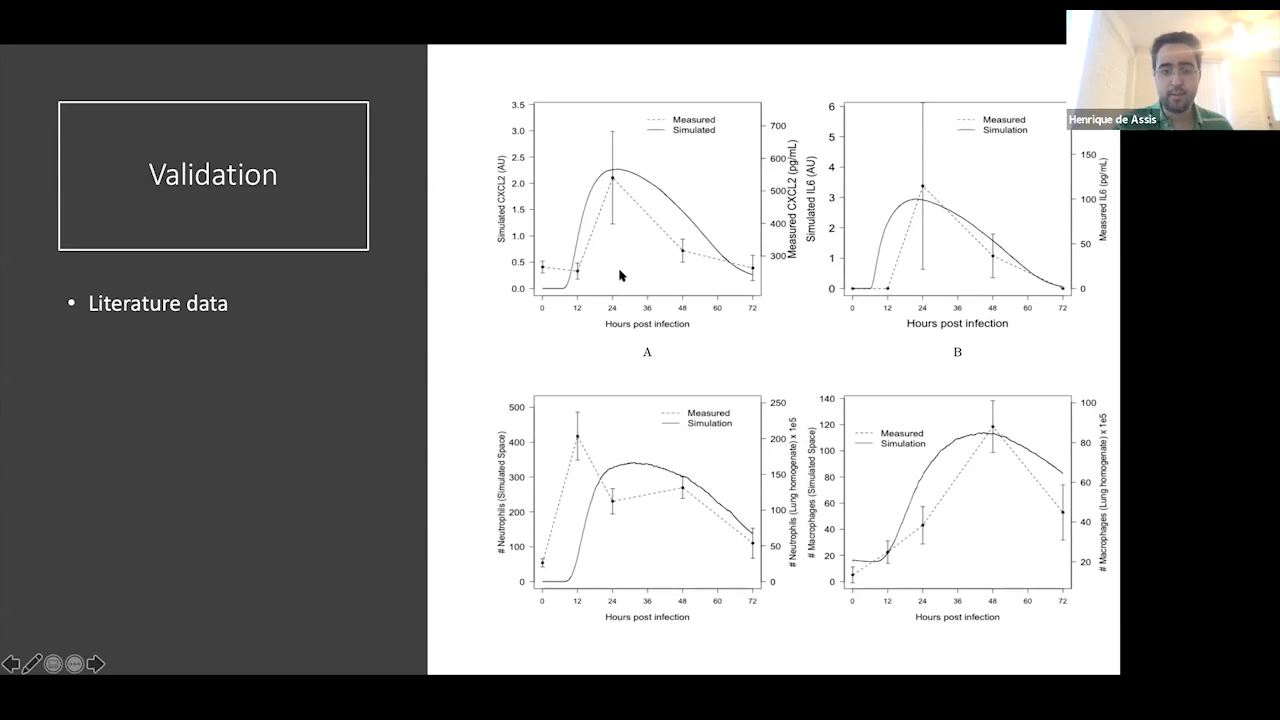 Henrique de Assis
Validation
• Literature data
Measured
Simulated
Simulated CXCL2 (AU)
3.5
3.0
2.5
2.0
1.5
1.0
0.5
0.0
Measured CXCL2 (pg/mL)
700
600
500
400
300
0 12 24 36 48 60 72
Hours post infection
A
Measured
Simulation
Simulated IL6 (AU)
6
5
4
3
2
1
0
Measured IL6 (pg/mL)
150
100
50
0
0 12 24 36 48 60 72
Hours post infection
B
Measured
Simulation
# Neutrophils (Simulated Space)
500
400
300
200
100
0
# Neutrophils (Lung homogenate) x 1e5
250
200
150
100
50
0
0 12 24 36 48 60 72
Hours post infection
Measured
Simulation
# Macrophages (Simulated Space)
140
120
100
80
60
40
20
0
# Macrophages (Lung homogenate) x 1e5
100
80
60
40
20
0 12 24 36 48 60 72
Hours post infection